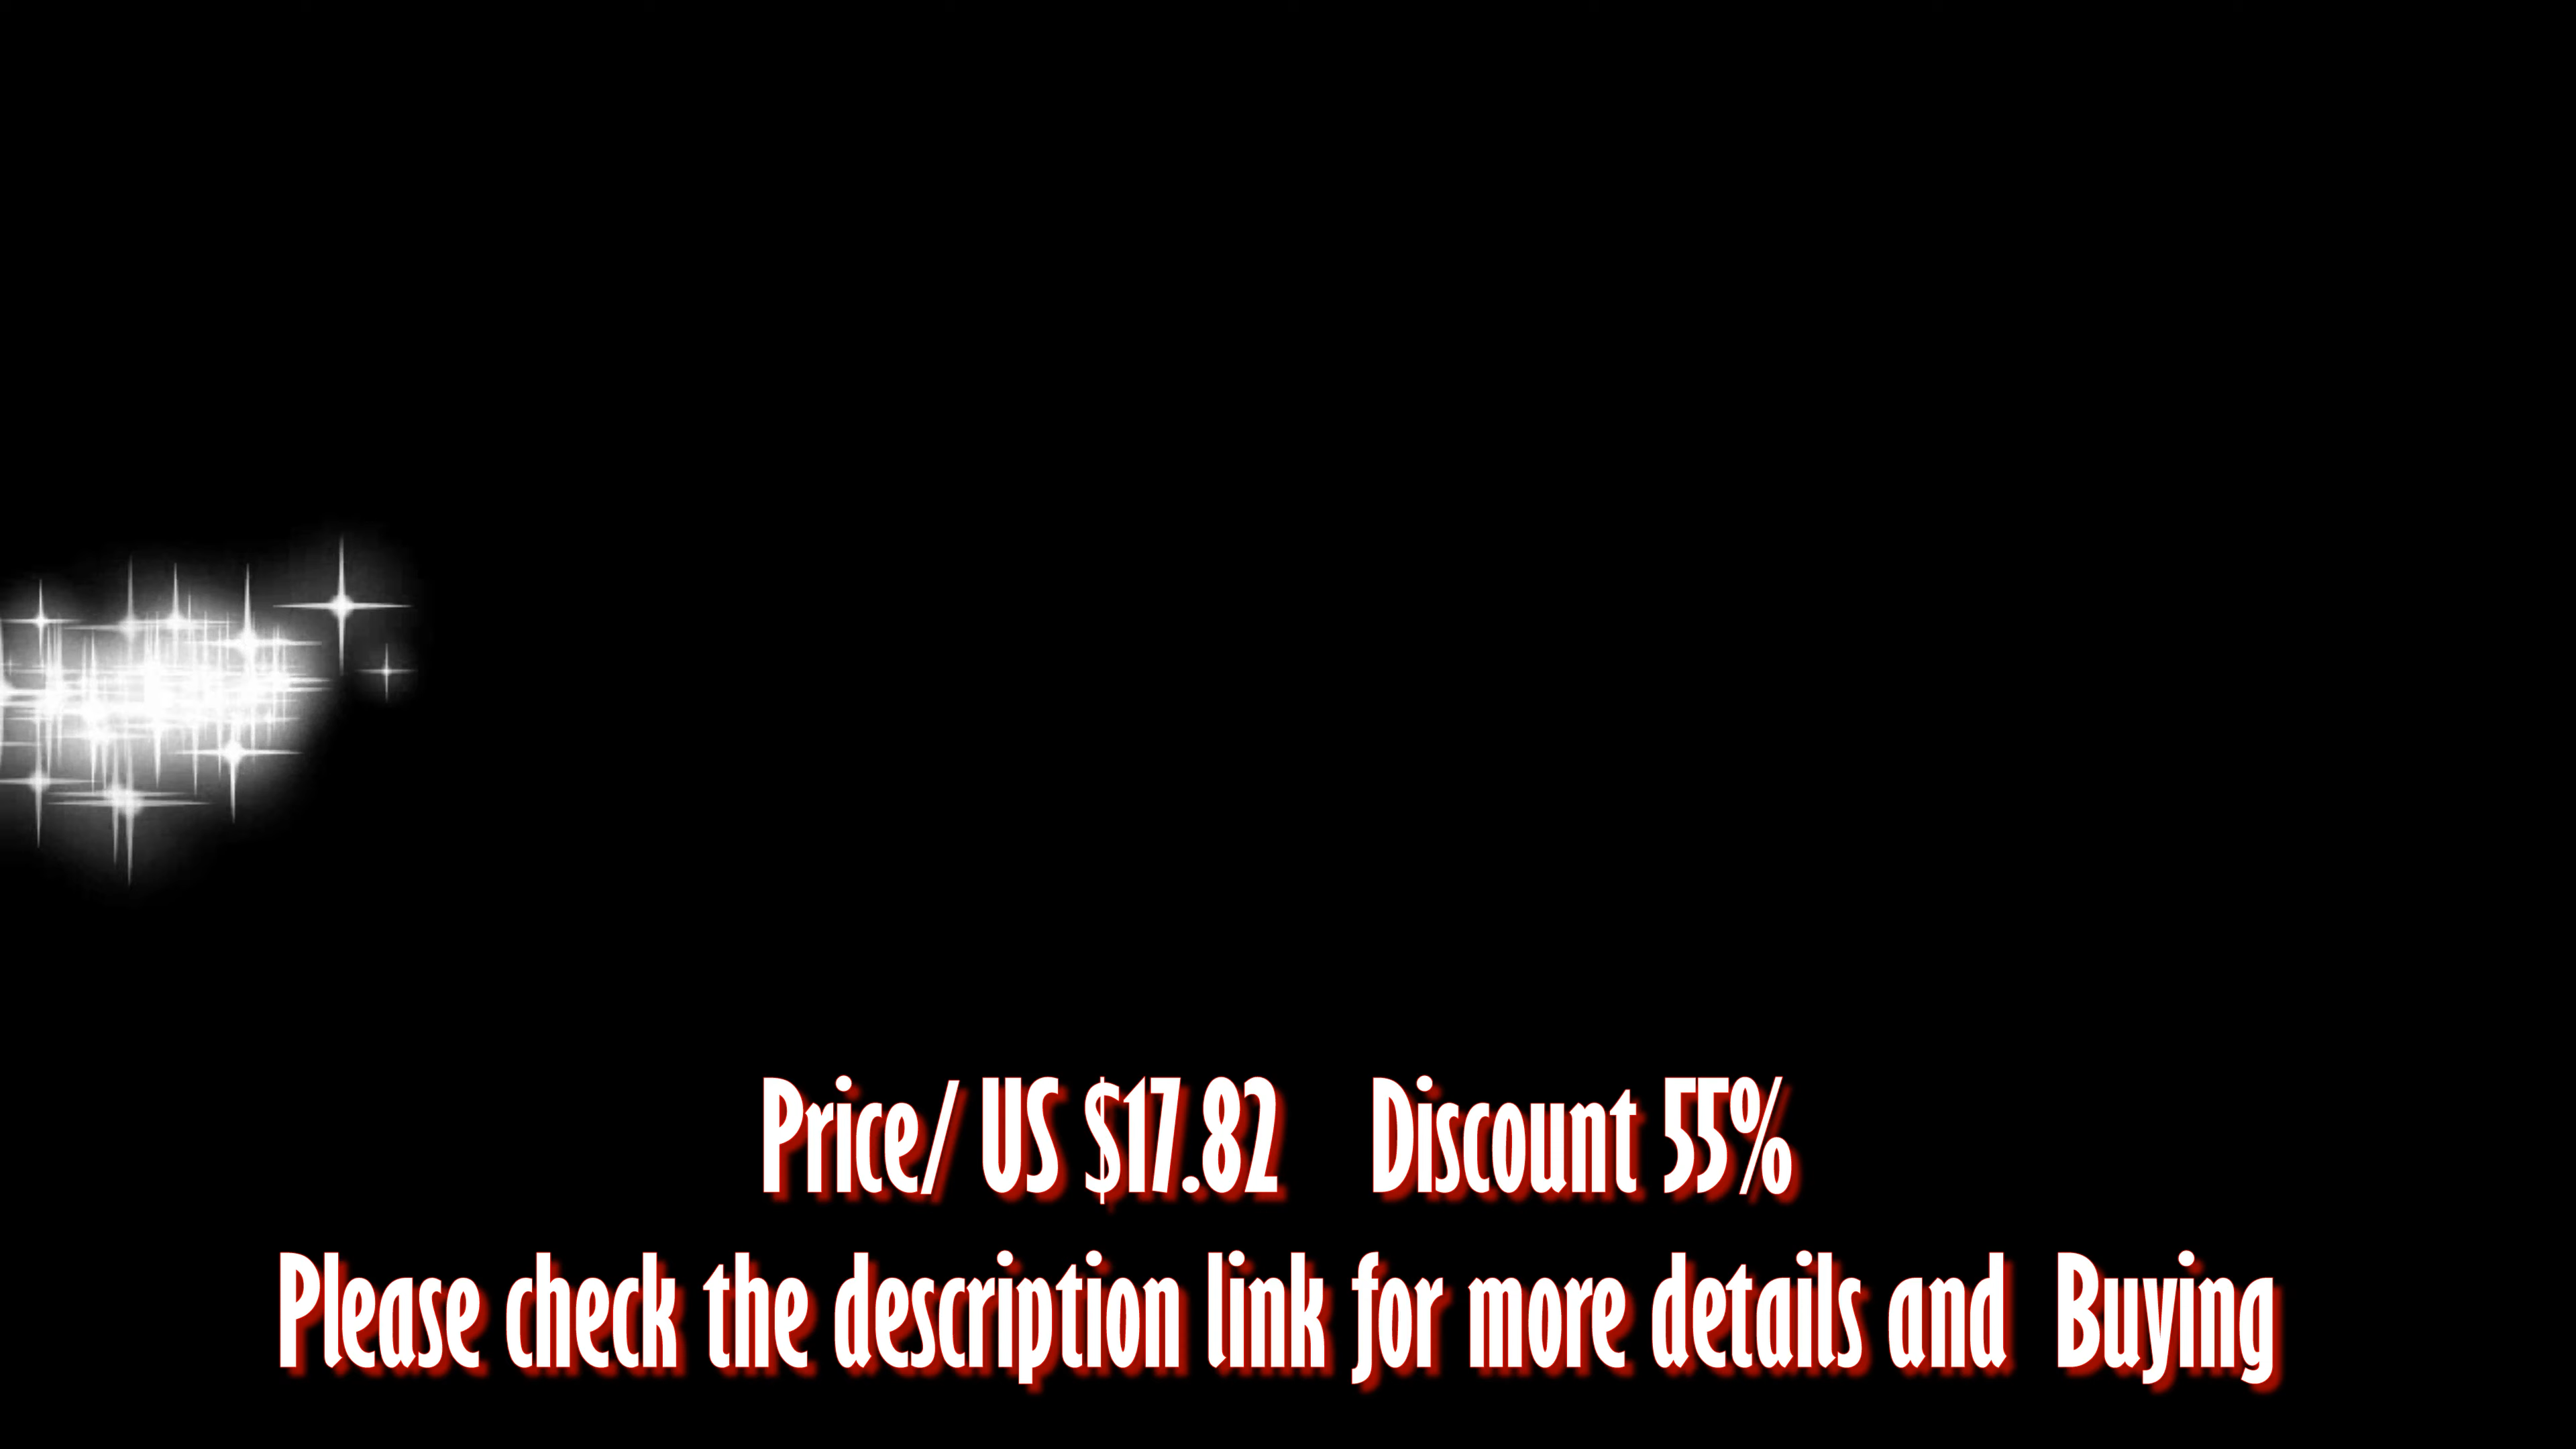 Price/ US $17.82 Discount 55%
Please check the description link for more details and Buying